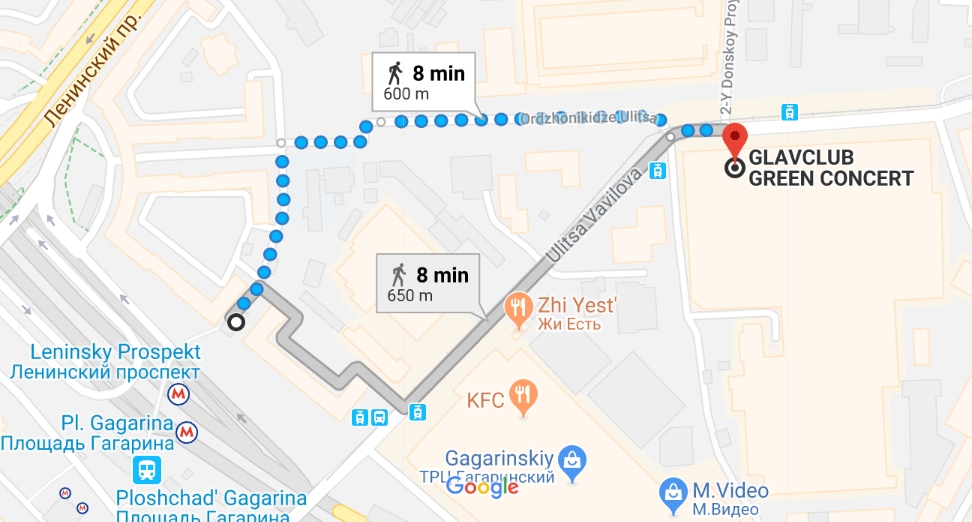 Ленинский пр.
8 min
600 m
Ordzhonikidze Ulitsa
2-Y Donskoy Proy
GLAVCLUB
GREEN CONCERT
Ulitsa Vavilova
8 min
650 m
Zhi Yest'
Жи Есть
Leninsky Prospekt
Ленинский проспект
M
KFC
Pl. Gagarina
Площадь Гагарина
M
Gagarinskiy
ТРЦ Гагаринский
Google
Ploshchad' Gagarina
Площадь Гагарина
M.Video
М.Видео